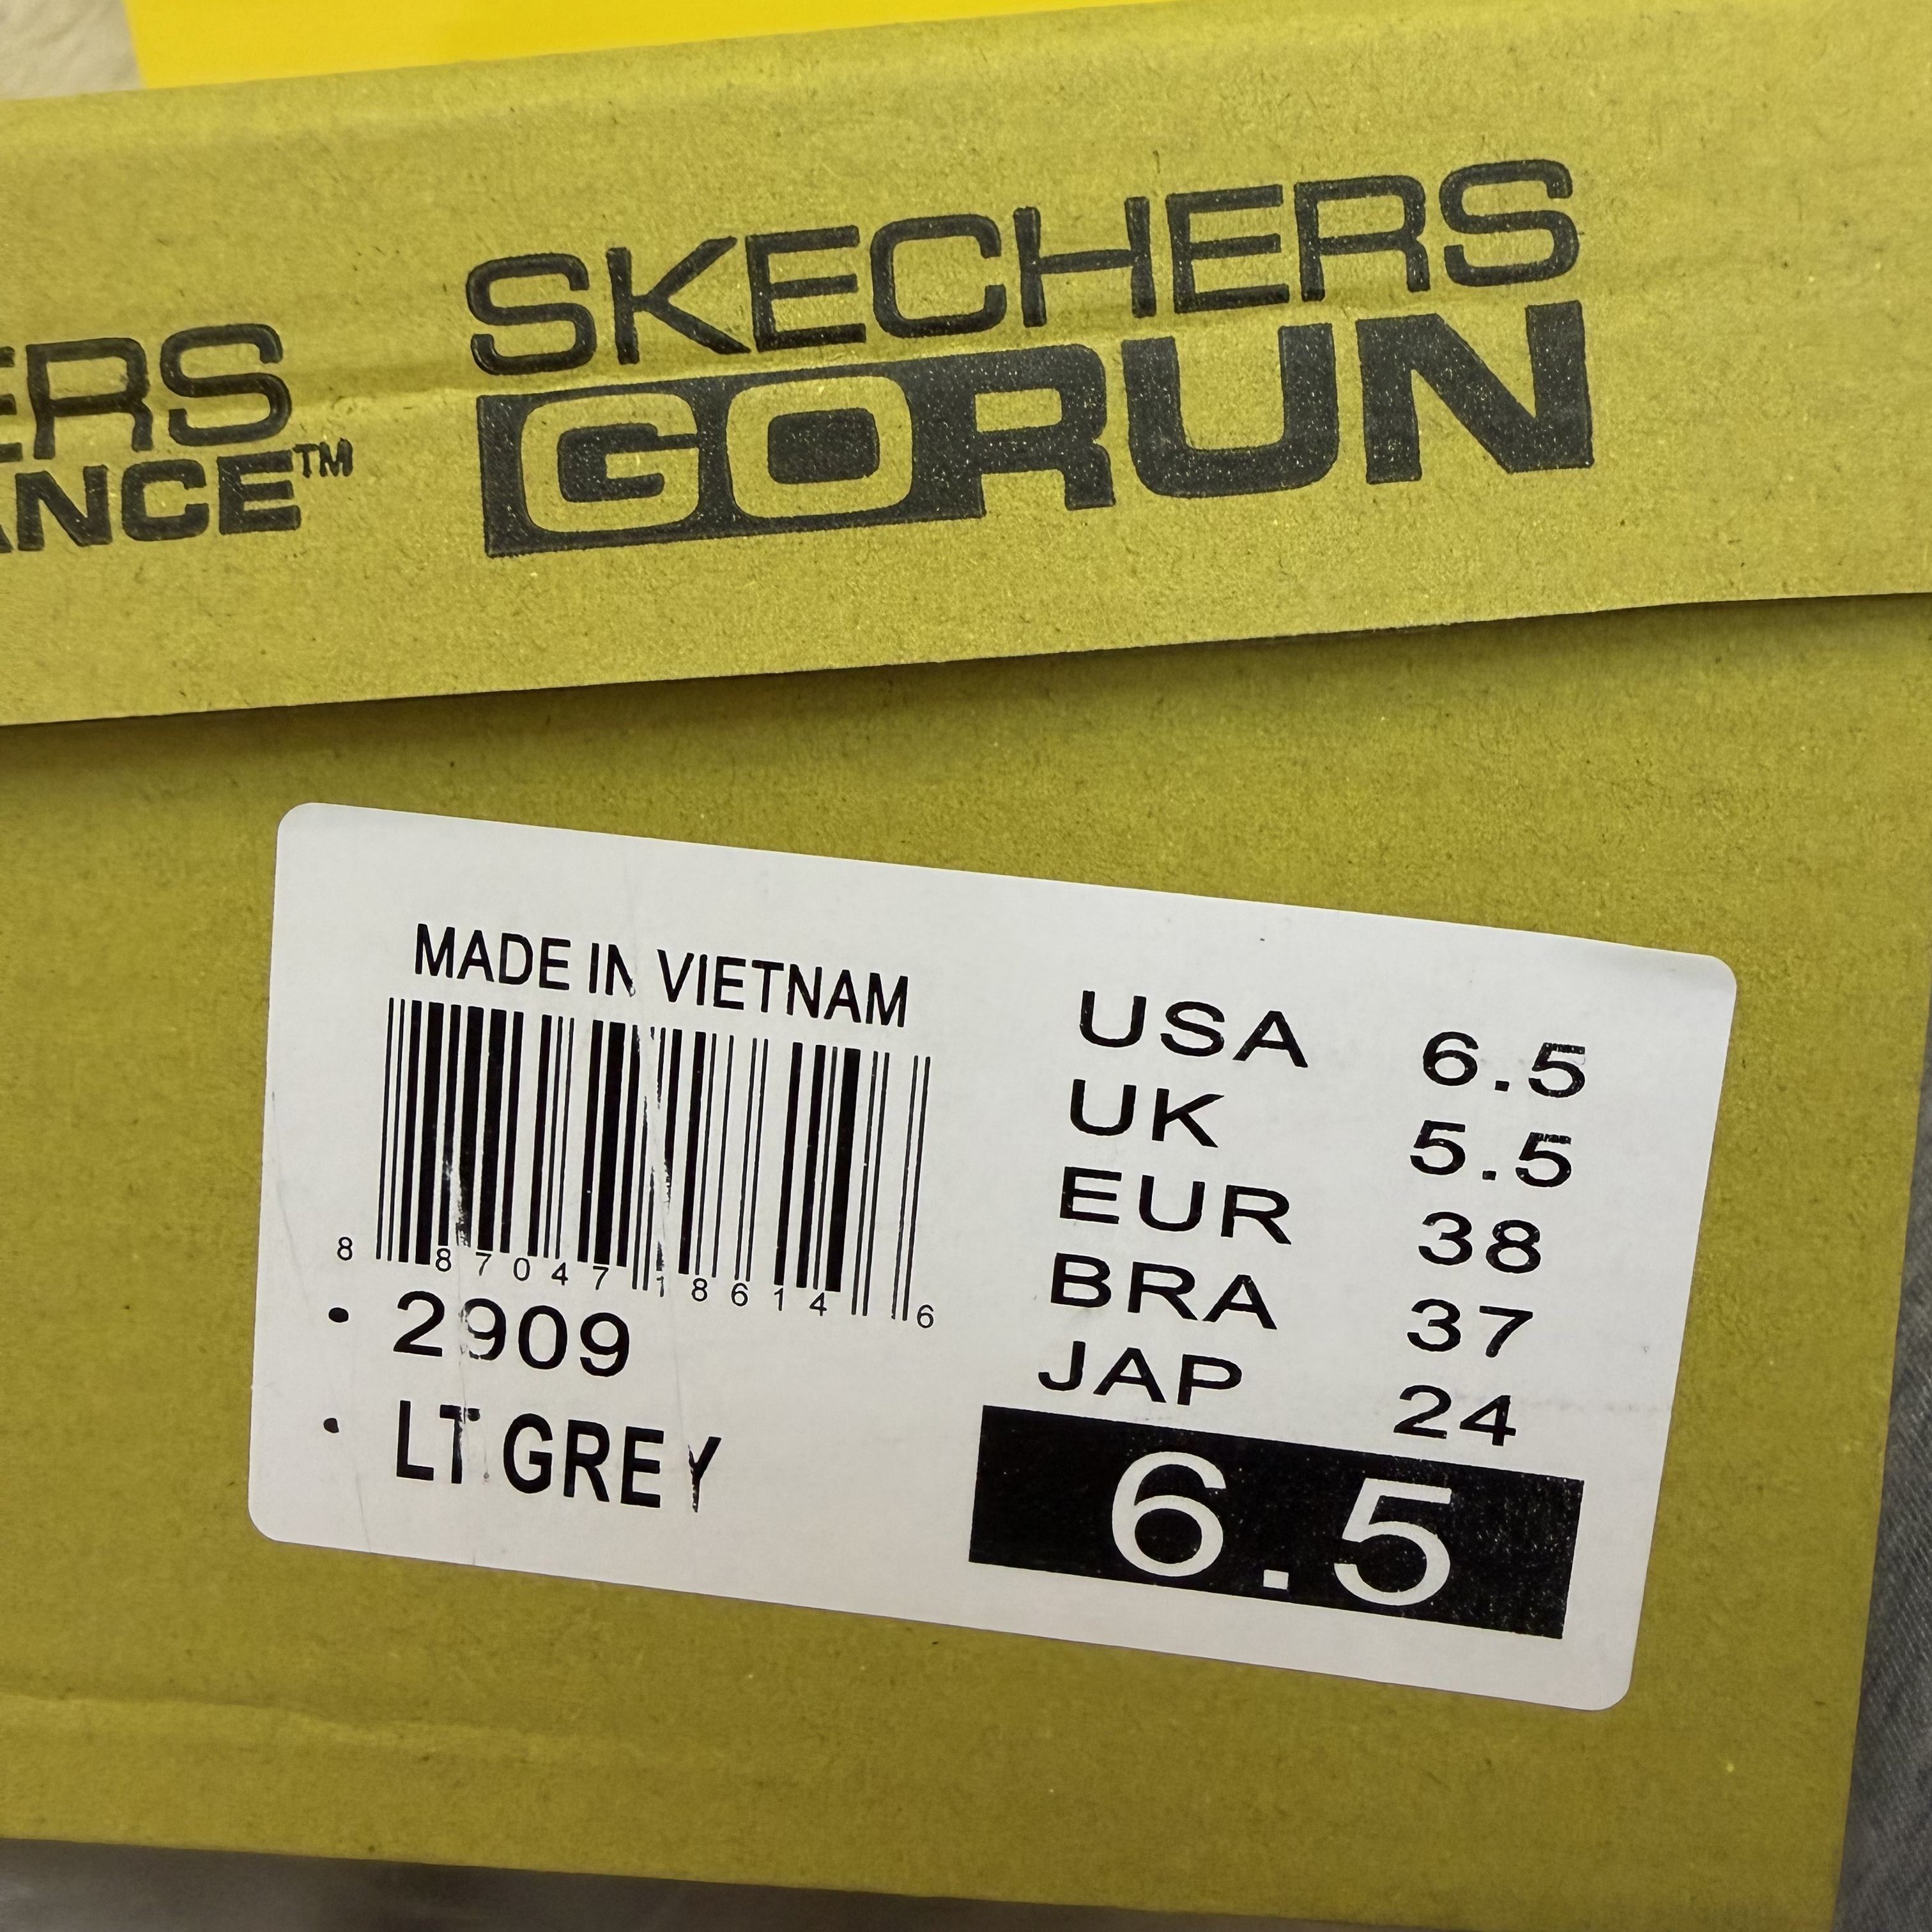 SKECHERS
GORUN
ERS
ANCE™
MADE IN VIETNAM
8 87047 18614 6
• 2909
• LT GREY
USA 6.5
UK 5.5
EUR 38
BRA 37
JAP 24
6.5